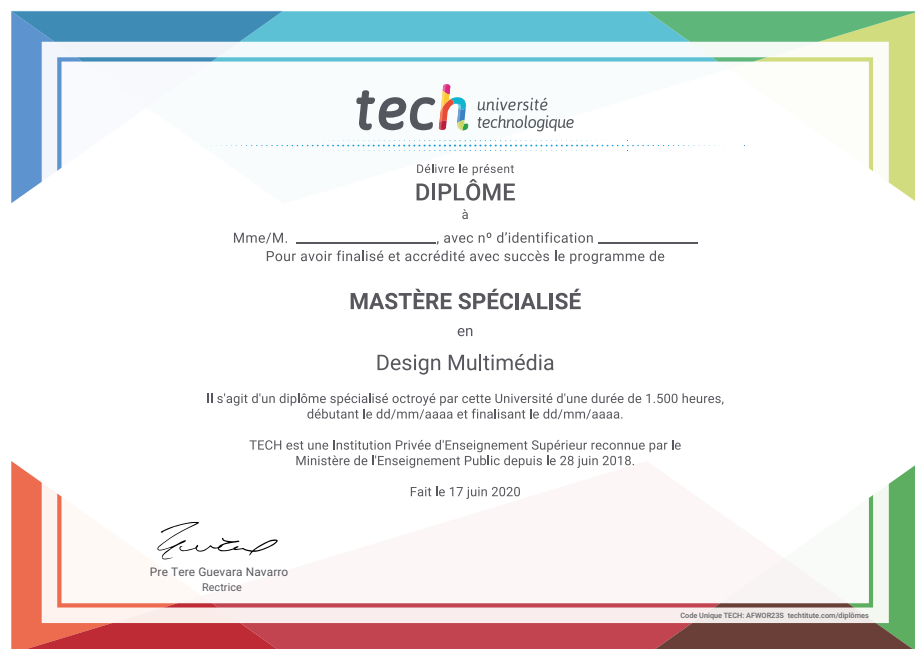 tech université
technologique
Délivre le présent
DIPLÔME
à
Mme/M. ______________, avec nº d'identification __________
Pour avoir finalisé et accrédité avec succès le programme de
MASTÈRE SPÉCIALISÉ
en
Design Multimédia
Il s'agit d'un diplôme spécialisé octroyé par cette Université d'une durée de 1.500 heures,
débutant le dd/mm/aaaa et finalisant le dd/mm/aaaa.
TECH est une Institution Privée d'Enseignement Supérieur reconnue par le
Ministère de l'Enseignement Public depuis le 28 juin 2018.
Fait le 17 juin 2020
Pre Tere Guevara Navarro
Rectrice
Code Unique TECH: AFWOR23S techtitute.com/diplômes